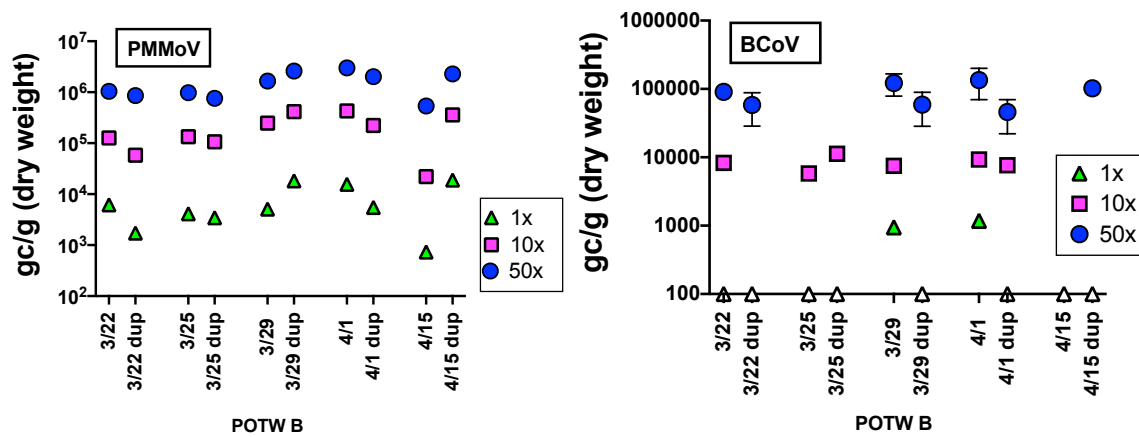 PMMoV
gc/g (dry weight)
10⁷
10⁶
10⁵
10⁴
10³
10²
1x
10x
50x
3/22
3/22 dup
3/25
3/25 dup
3/29
3/29 dup
4/1
4/1 dup
4/15
4/15 dup
POTW B
BCoV
gc/g (dry weight)
1000000
100000
10000
1000
100
1x
10x
50x
3/22
3/22 dup
3/25
3/25 dup
3/29
3/29 dup
4/1
4/1 dup
4/15
4/15 dup
POTW B